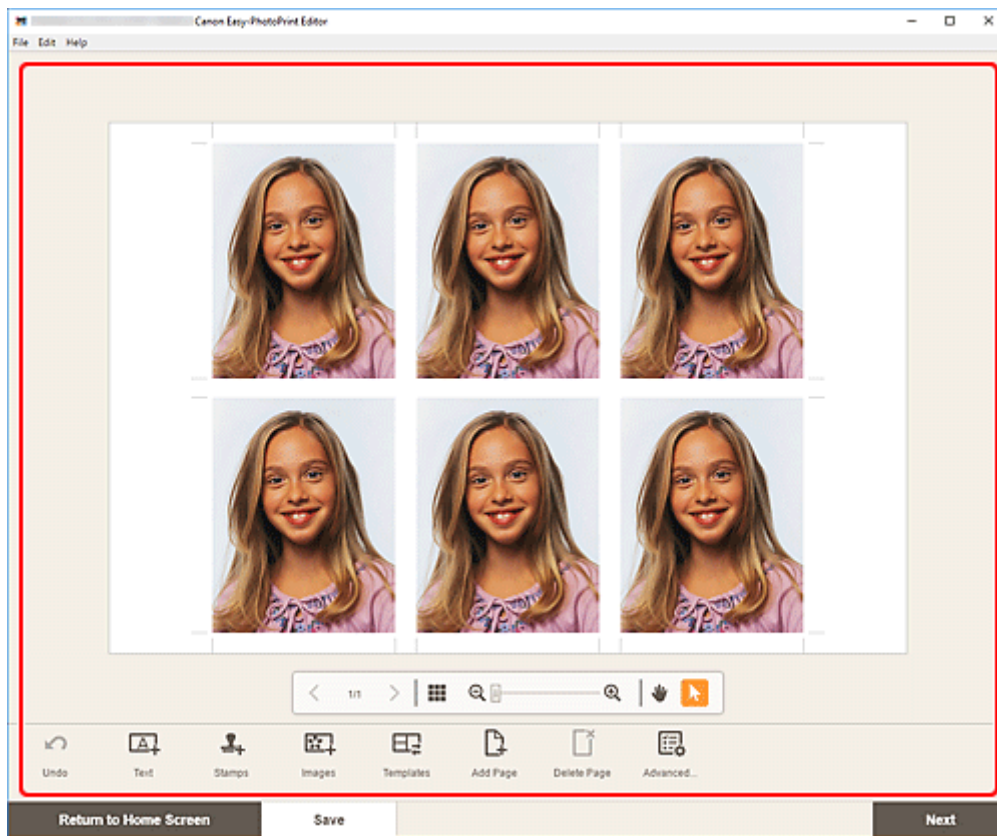 Canon Easy-PhotoPrint Editor
File Edit Help
1/1
Undo Text Stamps Images Templates Add Page Delete Page Advanced...
Return to Home Screen Save Next